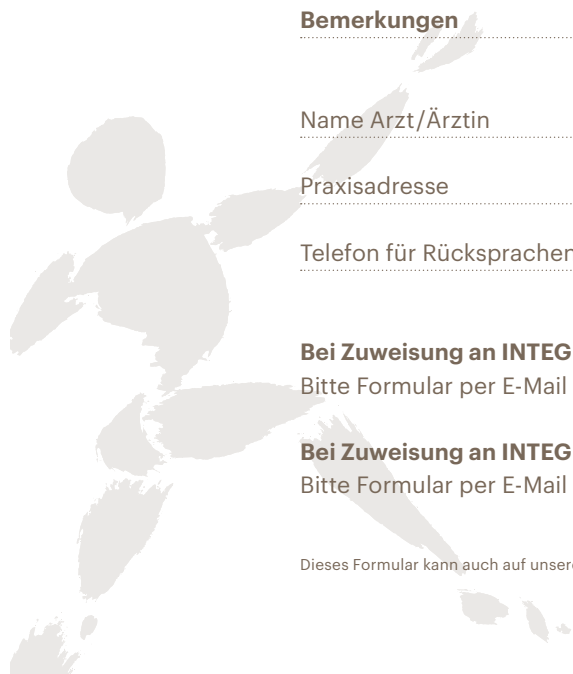 Bemerkungen
Name Arzt/Ärztin
Praxisadresse
Telefon für Rücksprachen
Bei Zuweisung an INTEG
Bitte Formular per E-Mail
Bei Zuweisung an INTEG
Bitte Formular per E-Mail
Dieses Formular kann auch auf unsere